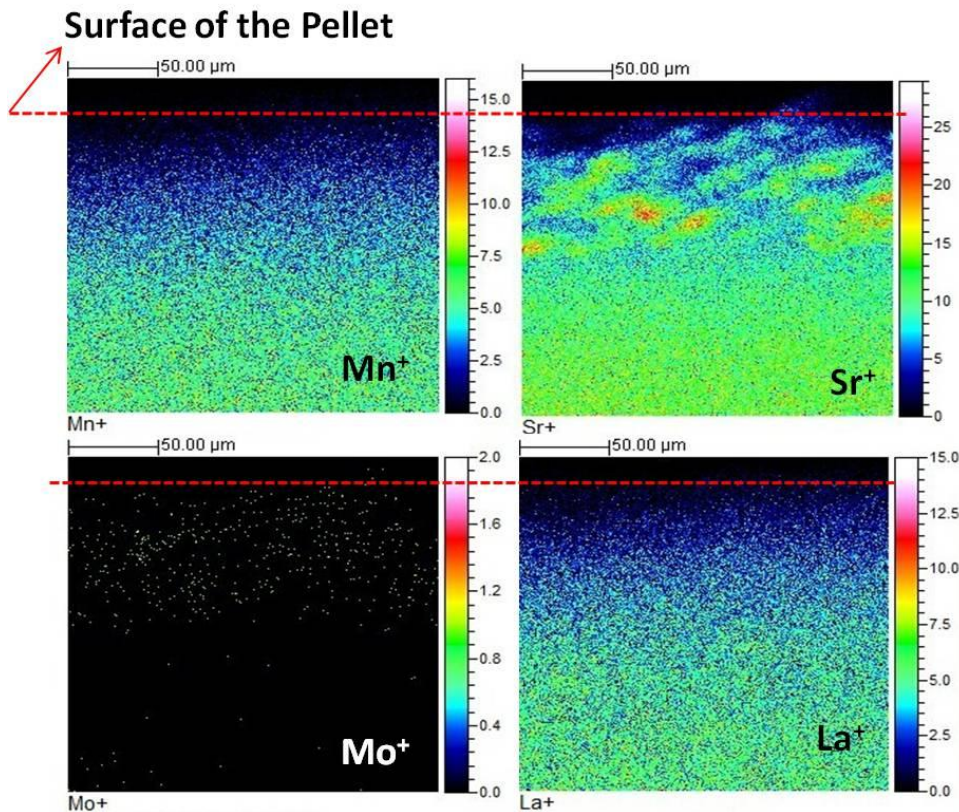 Surface of the Pellet
50.00 µm
50.00 µm
15.0
12.5
10.0
7.5
5.0
2.5
0.0
Mn⁺
Mn+
25
20
15
10
5
0
Sr⁺
Sr+
50.00 µm
50.00 µm
2.0
1.6
1.2
0.8
0.4
0.0
Mo⁺
Mo+
15.0
12.5
10.0
7.5
5.0
2.5
0.0
La⁺
La+